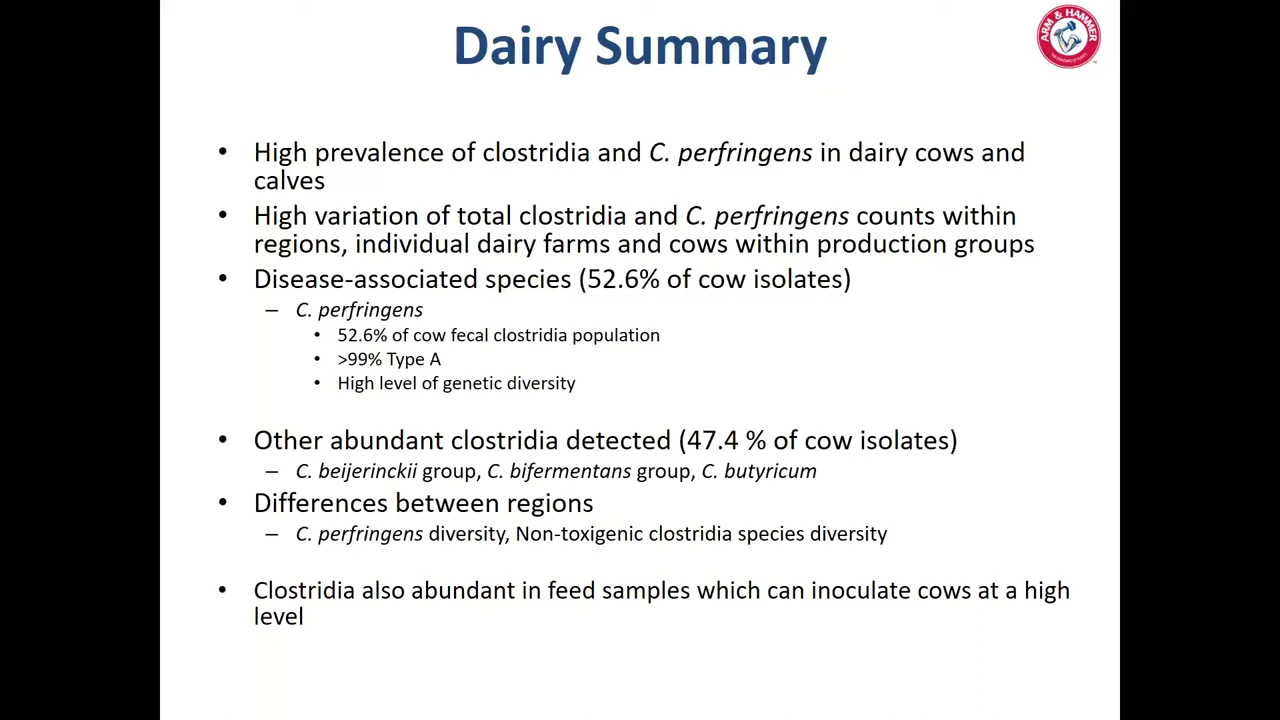 Dairy Summary
ARM & HAMMER
• High prevalence of clostridia and C. perfringens in dairy cows and
calves
• High variation of total clostridia and C. perfringens counts within
regions, individual dairy farms and cows within production groups
• Disease-associated species (52.6% of cow isolates)
– C. perfringens
• 52.6% of cow fecal clostridia population
• >99% Type A
• High level of genetic diversity
• Other abundant clostridia detected (47.4 % of cow isolates)
– C. beijerinckii group, C. bifermentans group, C. butyricum
• Differences between regions
– C. perfringens diversity, Non-toxigenic clostridia species diversity
• Clostridia also abundant in feed samples which can inoculate cows at a high
level